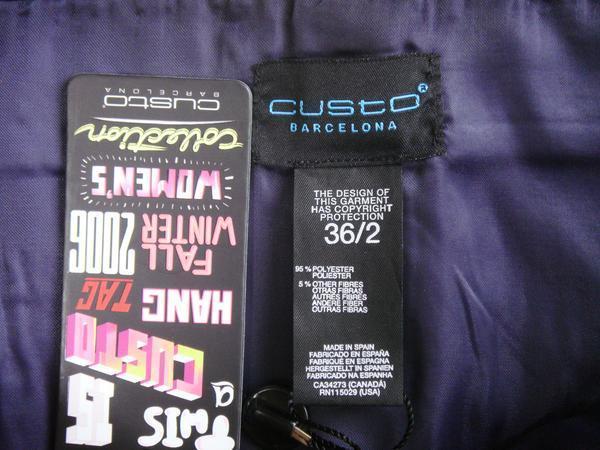 THIS IS
a CUSTO
HANG TAG
FALL
WINTER 2006
WOMEN'S
collection
custo
BARCELONA
custo®
BARCELONA
THE DESIGN OF
THIS GARMENT
HAS COPYRIGHT
PROTECTION
36/2
95 % POLYESTER
POLIESTER
5 % OTHER FIBRES
OTRAS FIBRAS
AUTRES FIBRES
ANDERE FIBER
OUTRAS FIBRAS
MADE IN SPAIN
FABRICADO EN ESPAÑA
FABRIQUÉ EN ESPAGNE
HERGESTELLT IN SPANIEN
FABRICADO NA ESPANHA
CA34273 (CANADÁ)
RN115029 (USA)